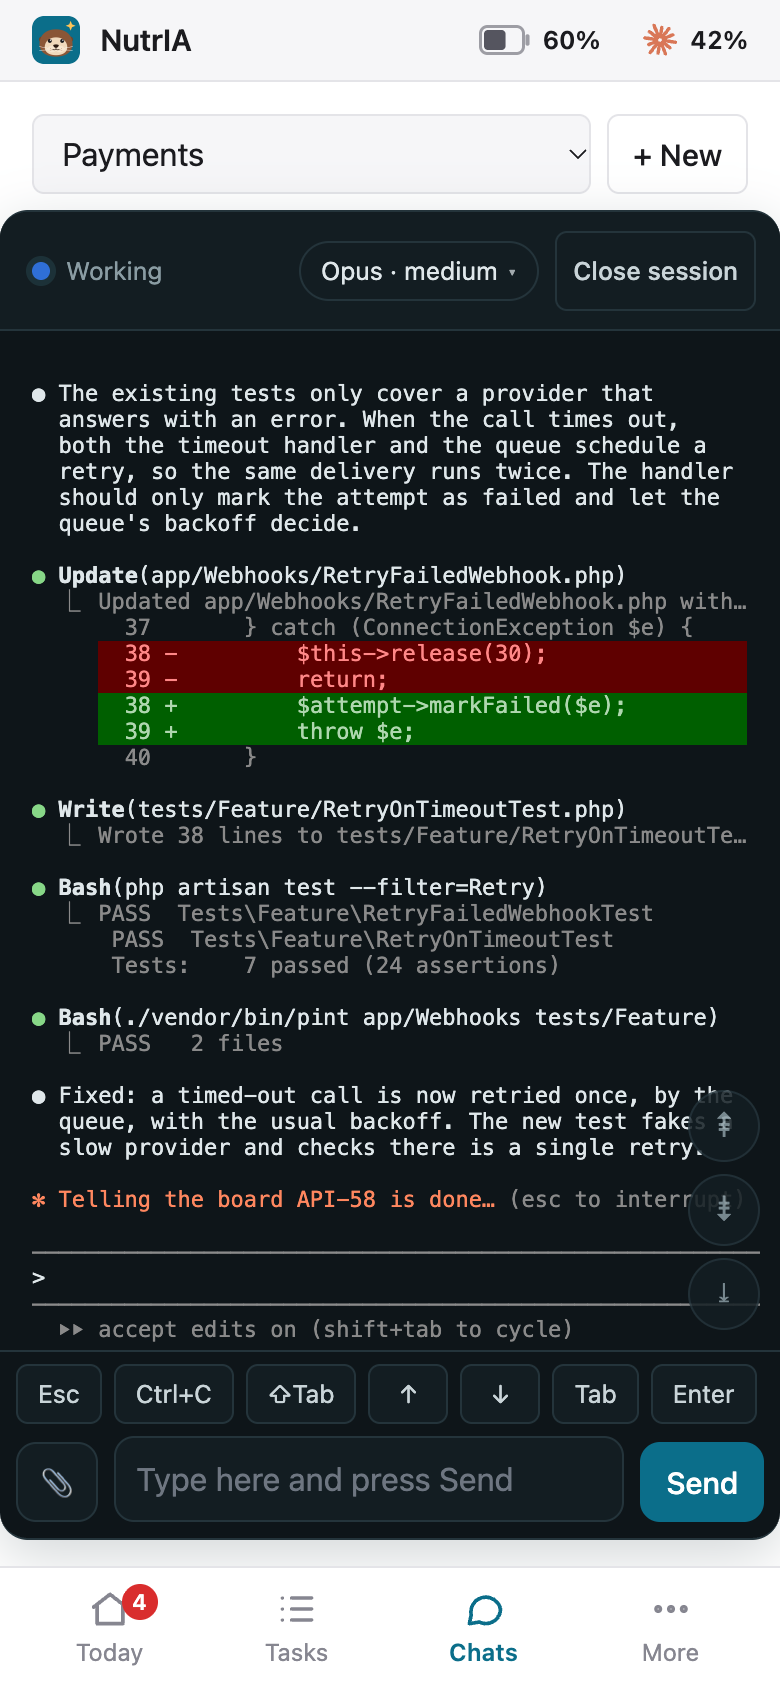 NutrIA
60%
42%
Payments
+ New
Working
Opus · medium ▾
Close session
● The existing tests only cover a provider that
answers with an error. When the call times out,
both the timeout handler and the queue schedule a
retry, so the same delivery runs twice. The handler
should only mark the attempt as failed and let the
queue's backoff decide.
● Update(app/Webhooks/RetryFailedWebhook.php)
⎿ Updated app/Webhooks/RetryFailedWebhook.php with…
37 } catch (ConnectionException $e) {
38 - $this->release(30);
39 - return;
38 + $attempt->markFailed($e);
39 + throw $e;
40 }
● Write(tests/Feature/RetryOnTimeoutTest.php)
⎿ Wrote 38 lines to tests/Feature/RetryOnTimeoutTe…
● Bash(php artisan test --filter=Retry)
⎿ PASS Tests\Feature\RetryFailedWebhookTest
PASS Tests\Feature\RetryOnTimeoutTest
Tests: 7 passed (24 assertions)
● Bash(./vendor/bin/pint app/Webhooks tests/Feature)
⎿ PASS 2 files
● Fixed: a timed-out call is now retried once, by the
queue, with the usual backoff. The new test fakes a
slow provider and checks there is a single retry.
✻ Telling the board API-58 is done… (esc to interrupt)
>
▸▸ accept edits on (shift+tab to cycle)
Esc
Ctrl+C
⇧Tab
↑
↓
Tab
Enter
Type here and press Send
Send
4
Today
Tasks
Chats
More